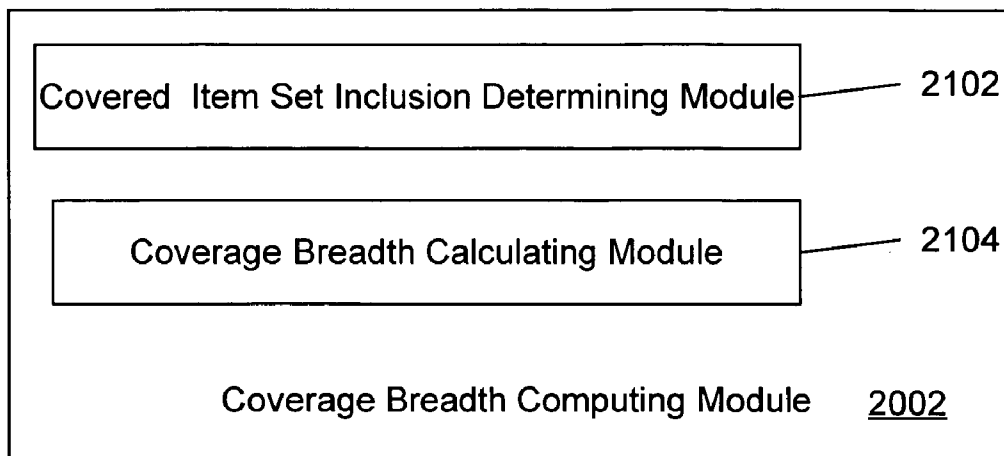 Covered Item Set Inclusion Determining Module 2102
Coverage Breadth Calculating Module 2104
Coverage Breadth Computing Module 2002